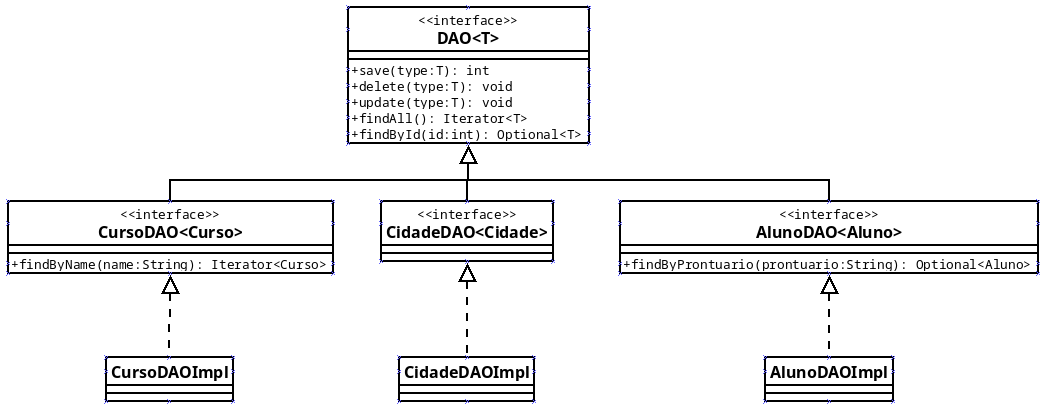 <<interface>>
DAO<T>
+save(type:T): int
+delete(type:T): void
+update(type:T): void
+findAll(): Iterator<T>
+findById(id:int): Optional<T>
<<interface>>
CursoDAO<Curso>
+findByName(name:String): Iterator<Curso>
<<interface>>
CidadeDAO<Cidade>
<<interface>>
AlunoDAO<Aluno>
+findByProntuario(prontuario:String): Optional<Aluno>
CursoDAOImpl
CidadeDAOImpl
AlunoDAOImpl